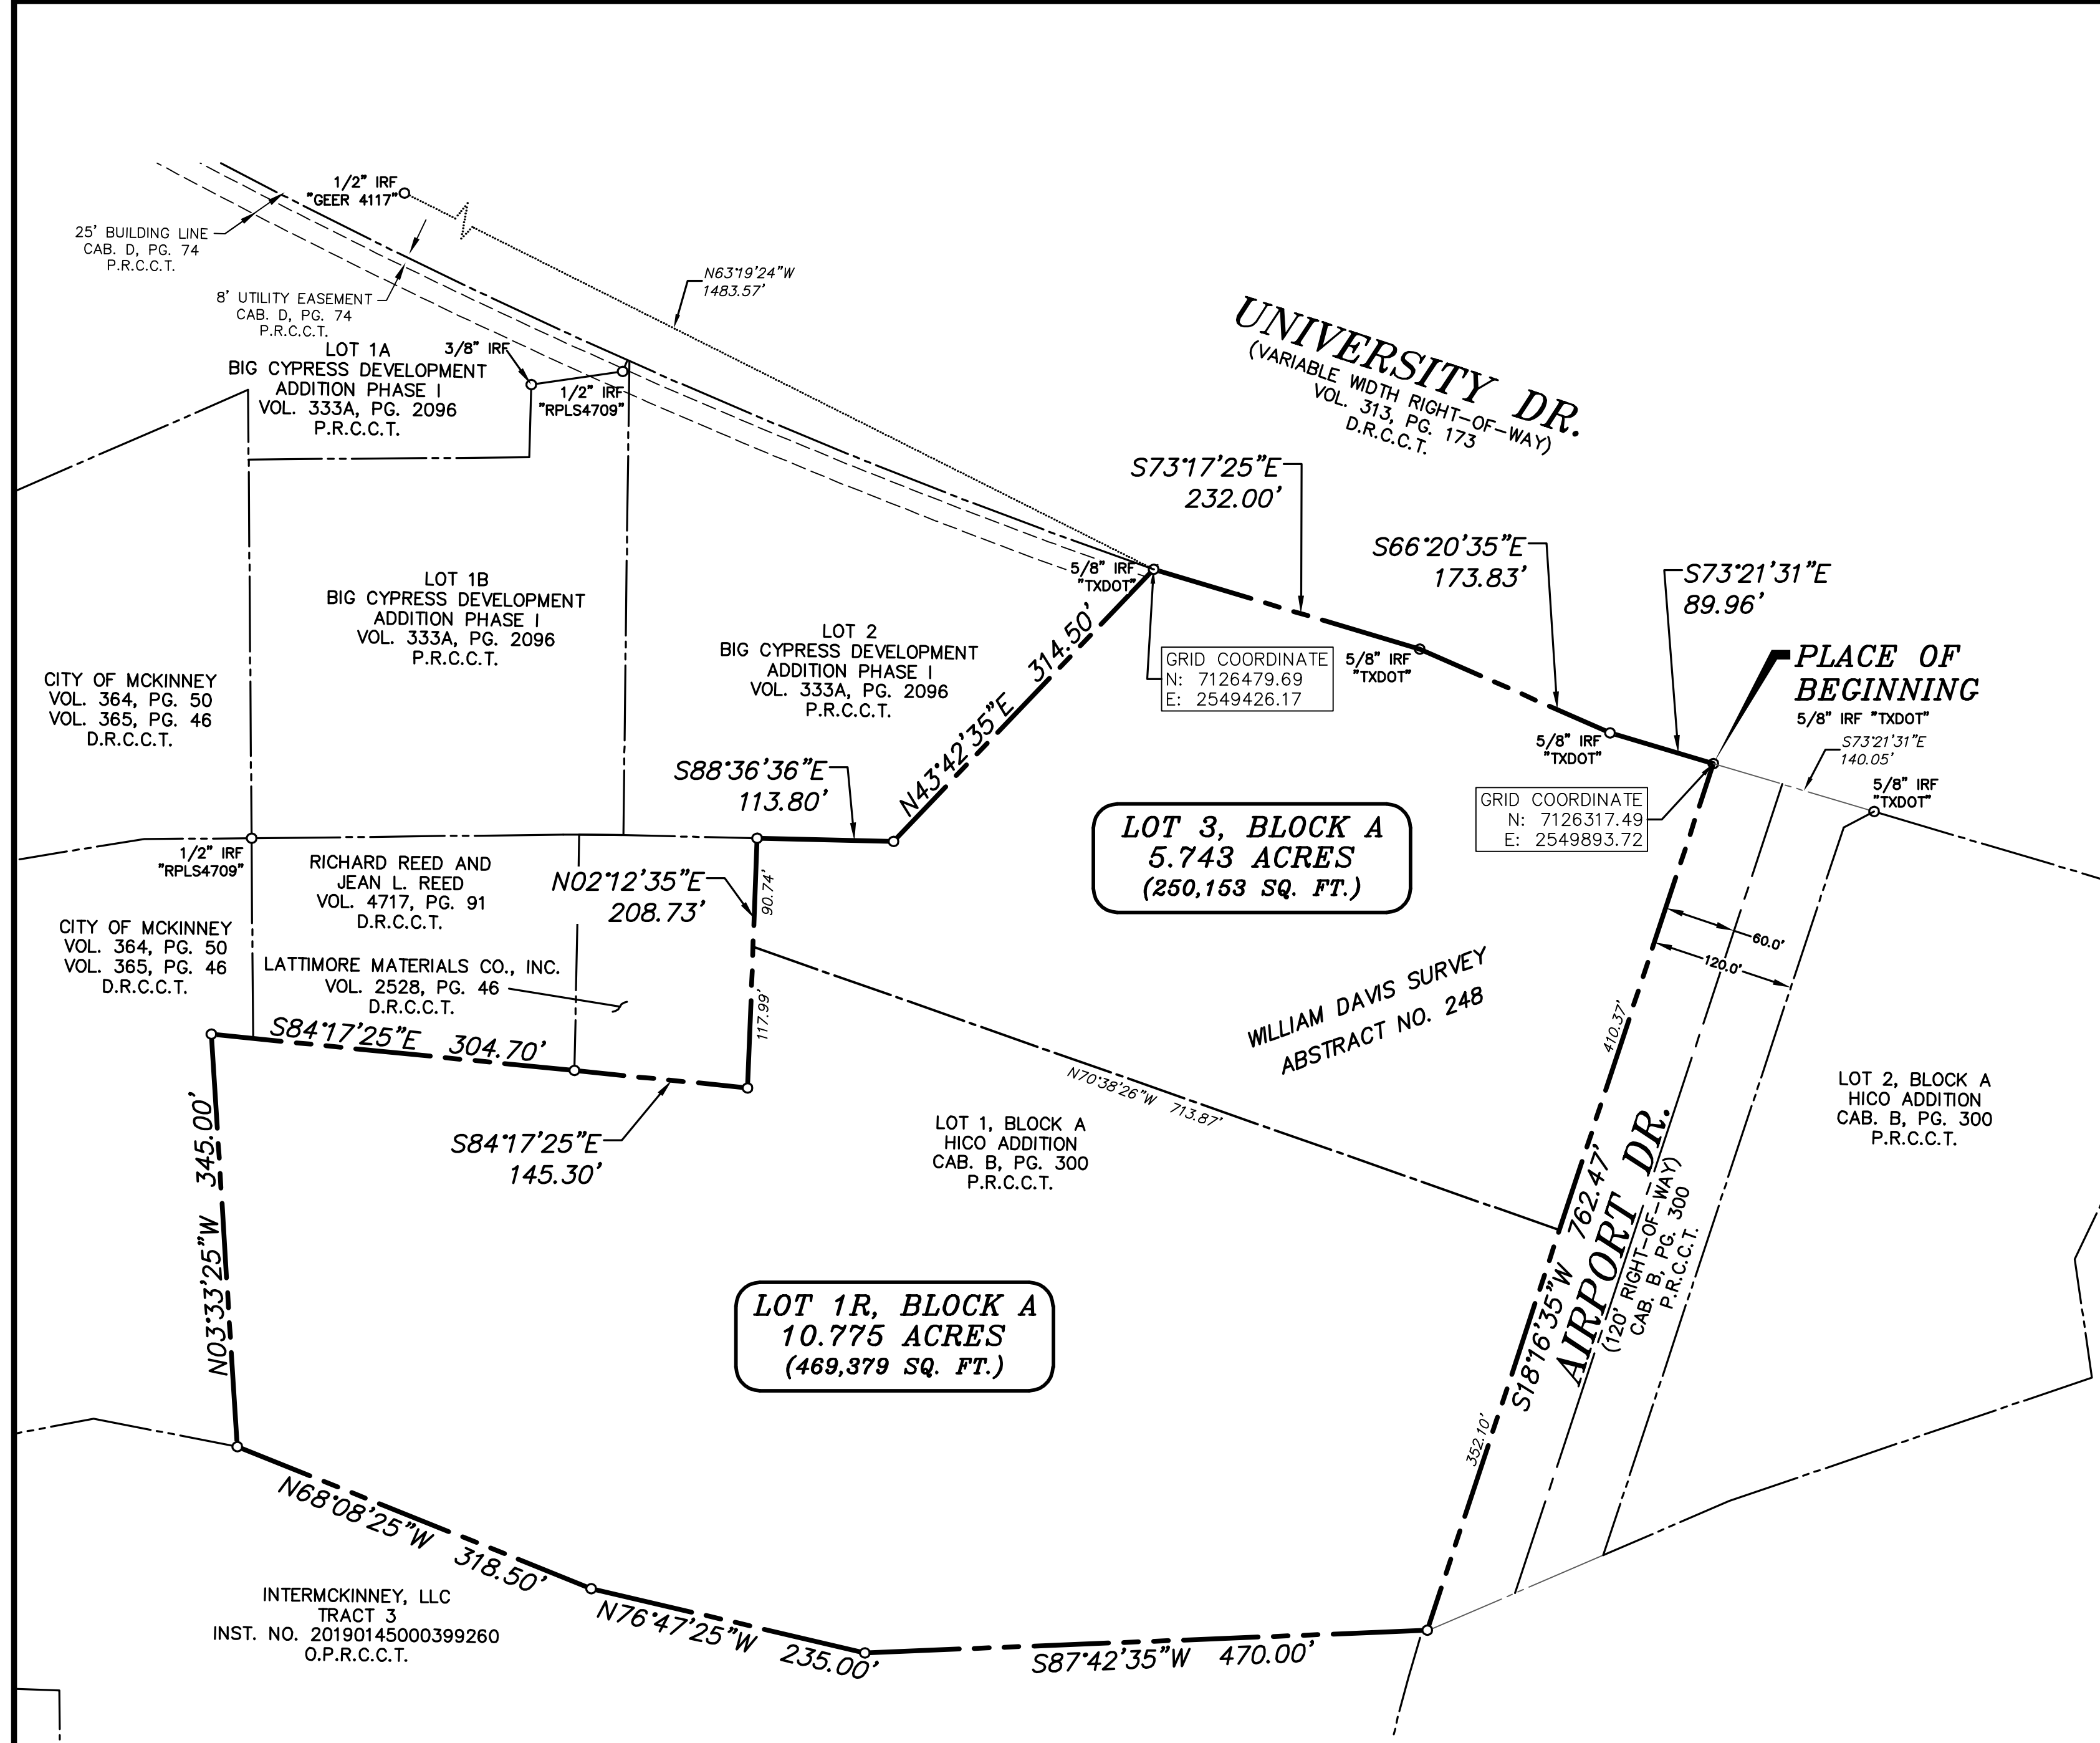 1/2" IRF
"GEER 4117"
25' BUILDING LINE
CAB. D, PG. 74
P.R.C.C.T.
8' UTILITY EASEMENT
CAB. D, PG. 74
P.R.C.C.T.
N63°19'24"W
1483.57'
UNIVERSITY DR.
(VARIABLE WIDTH RIGHT-OF-WAY)
VOL. 313, PG. 173
D.R.C.C.T.
LOT 1A
BIG CYPRESS DEVELOPMENT
ADDITION PHASE I
VOL. 333A, PG. 2096
P.R.C.C.T.
3/8" IRF
1/2" IRF
"RPLS4709"
S73°17'25"E
232.00'
S66°20'35"E
173.83'
S73°21'31"E
89.96'
PLACE OF
BEGINNING
5/8" IRF "TXDOT"
S73°21'31"E
140.05'
5/8" IRF
"TXDOT"
5/8" IRF
"TXDOT"
GRID COORDINATE
N: 7126479.69
E: 2549426.17
5/8" IRF
"TXDOT"
5/8" IRF
"TXDOT"
GRID COORDINATE
N: 7126317.49
E: 2549893.72
LOT 1B
BIG CYPRESS DEVELOPMENT
ADDITION PHASE I
VOL. 333A, PG. 2096
P.R.C.C.T.
LOT 2
BIG CYPRESS DEVELOPMENT
ADDITION PHASE I
VOL. 333A, PG. 2096
P.R.C.C.T.
N43°42'35"E 314.50'
CITY OF MCKINNEY
VOL. 364, PG. 50
VOL. 365, PG. 46
D.R.C.C.T.
S88°36'36"E
113.80'
LOT 3, BLOCK A
5.743 ACRES
(250,153 SQ. FT.)
1/2" IRF
"RPLS4709"
RICHARD REED AND
JEAN L. REED
VOL. 4717, PG. 91
D.R.C.C.T.
N02°12'35"E
208.73'
90.74'
117.99'
60.0'
120.0'
CITY OF MCKINNEY
VOL. 364, PG. 50
VOL. 365, PG. 46
D.R.C.C.T.
LATTIMORE MATERIALS CO., INC.
VOL. 2528, PG. 46
D.R.C.C.T.
WILLIAM DAVIS SURVEY
ABSTRACT NO. 248
410.37'
S84°17'25"E 304.70'
S84°17'25"E
145.30'
N70°38'26"W 713.87'
LOT 1, BLOCK A
HICO ADDITION
CAB. B, PG. 300
P.R.C.C.T.
LOT 2, BLOCK A
HICO ADDITION
CAB. B, PG. 300
P.R.C.C.T.
N03°33'25"W 345.00'
S18°16'35"W 762.47'
AIRPORT DR.
(120' RIGHT-OF-WAY)
CAB. B, PG. 300
P.R.C.C.T.
LOT 1R, BLOCK A
10.775 ACRES
(469,379 SQ. FT.)
352.10'
N68°08'25"W 318.50'
N76°47'25"W 235.00'
S87°42'35"W 470.00'
INTERMCKINNEY, LLC
TRACT 3
INST. NO. 20190145000399260
O.P.R.C.C.T.